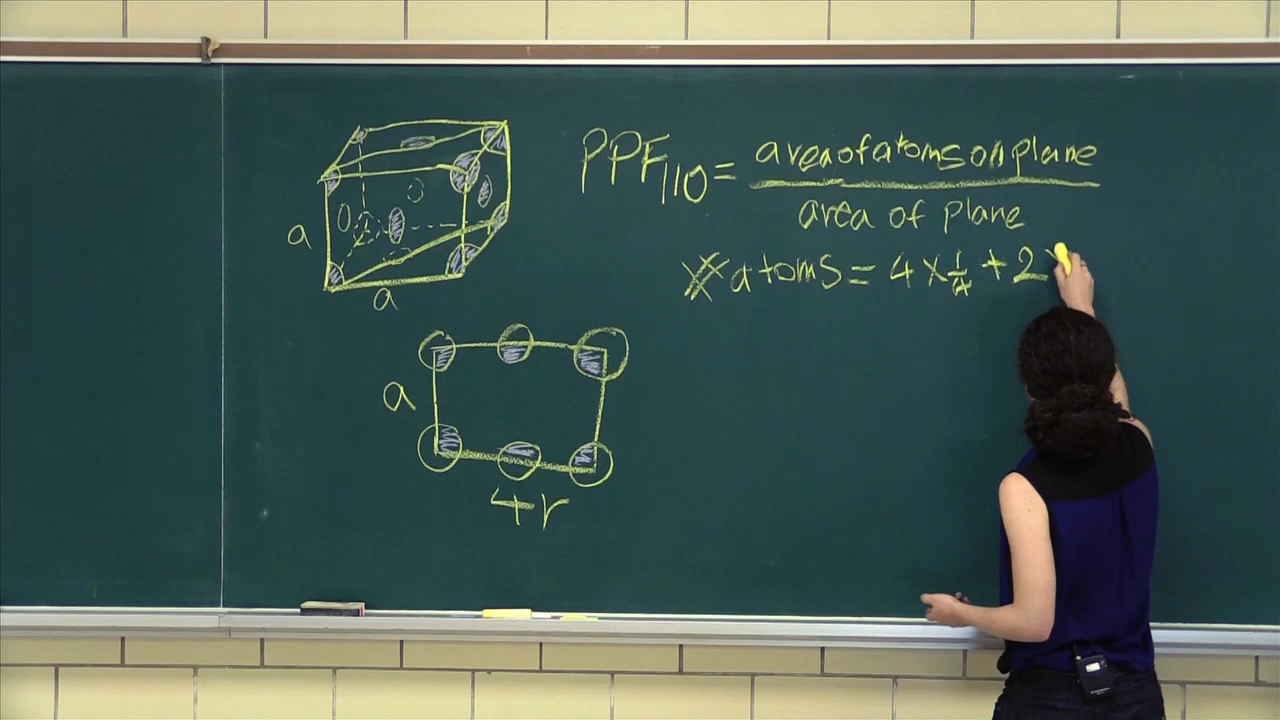 PPF110 = area of atoms on plane
area of plane
# atoms = 4 x 1/4 + 2
a
a
a
4r